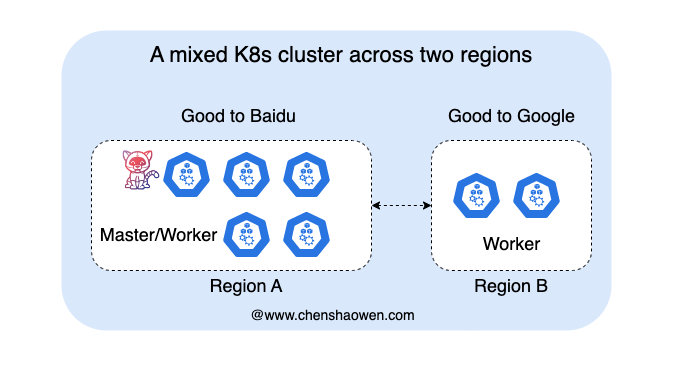 A mixed K8s cluster across two regions
Good to Baidu
Good to Google
Master/Worker
Worker
Region A
Region B
@www.chenshaowen.com